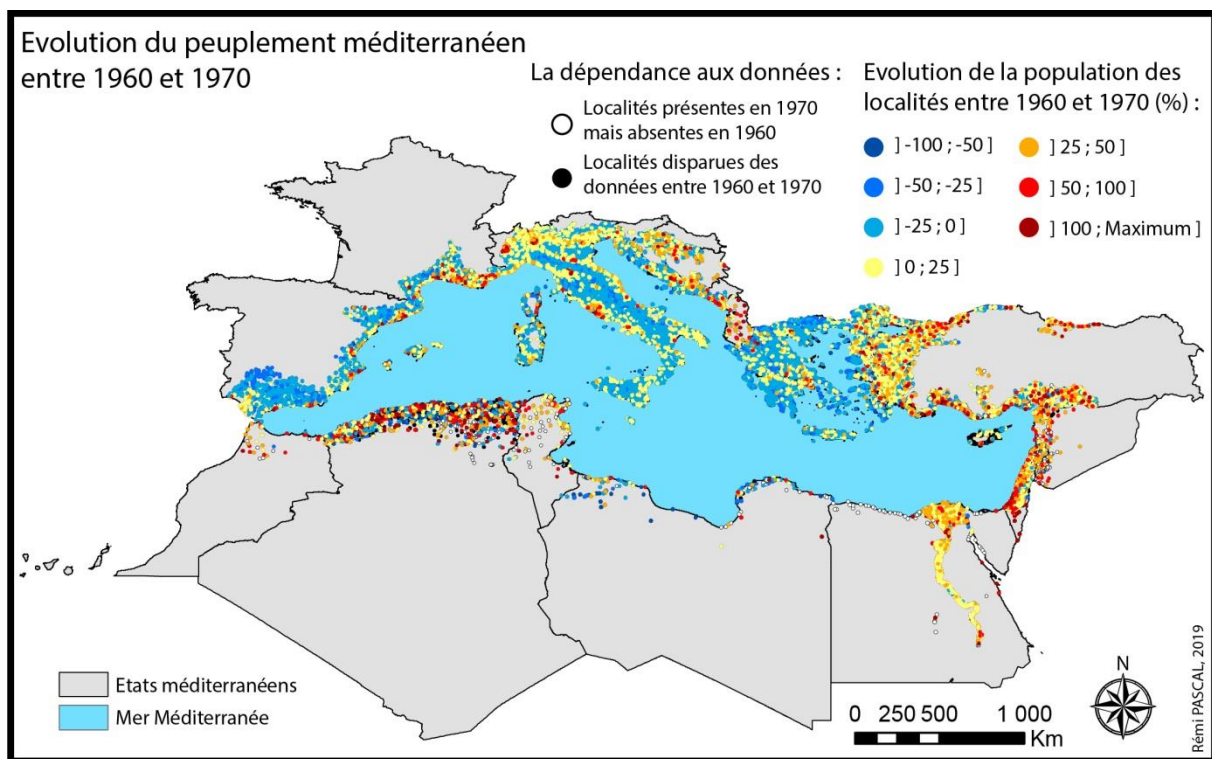 Evolution du peuplement méditerranéen
entre 1960 et 1970
La dépendance aux données :
Localités présentes en 1970
mais absentes en 1960
Localités disparues des
données entre 1960 et 1970
Evolution de la population des
localités entre 1960 et 1970 (%) :
] -100 ; -50 ]
] -50 ; -25 ]
] -25 ; 0 ]
] 0 ; 25 ]
] 25 ; 50 ]
] 50 ; 100 ]
] 100 ; Maximum ]
Etats méditerranéens
Mer Méditerranée
0 250 500 1 000
Km
N
Rémi PASCAL, 2019